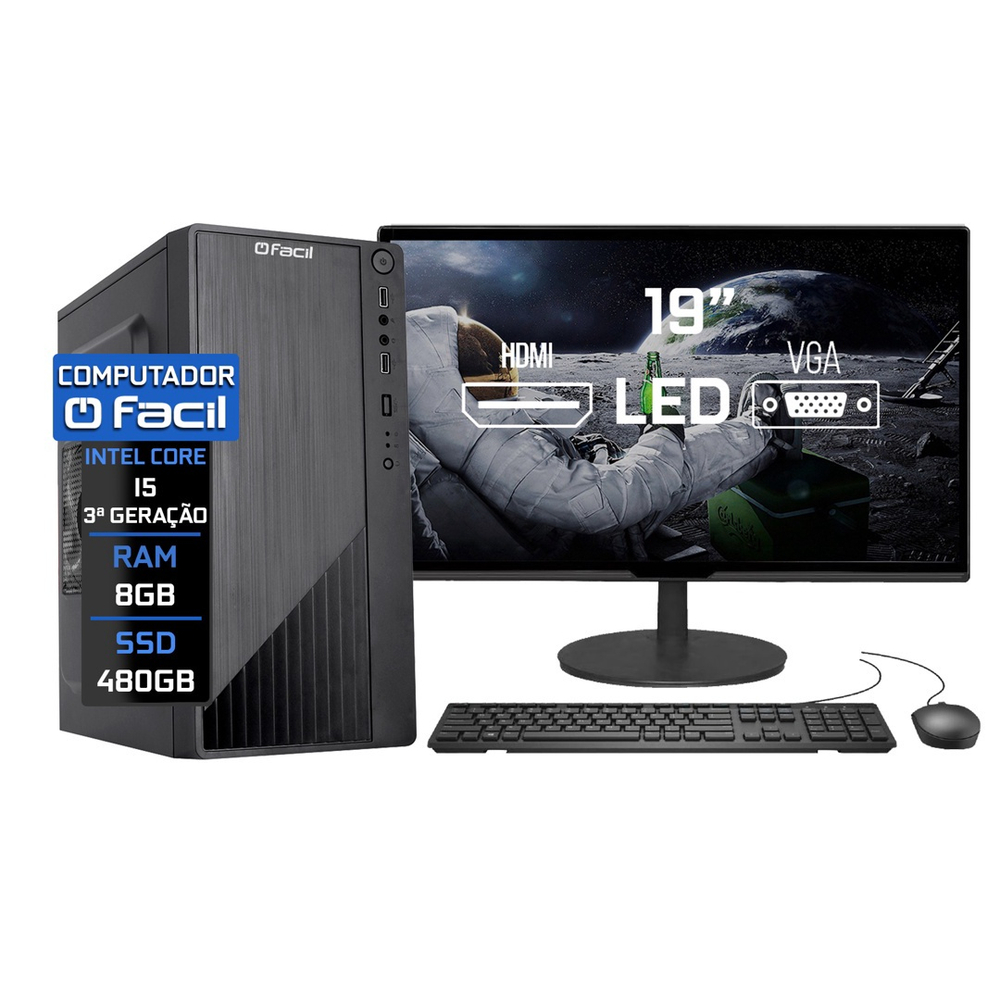 Facil
COMPUTADOR
Facil
INTEL CORE
I5
3ª GERAÇÃO
RAM
8GB
SSD
480GB
19”
HDMI
VGA
LED